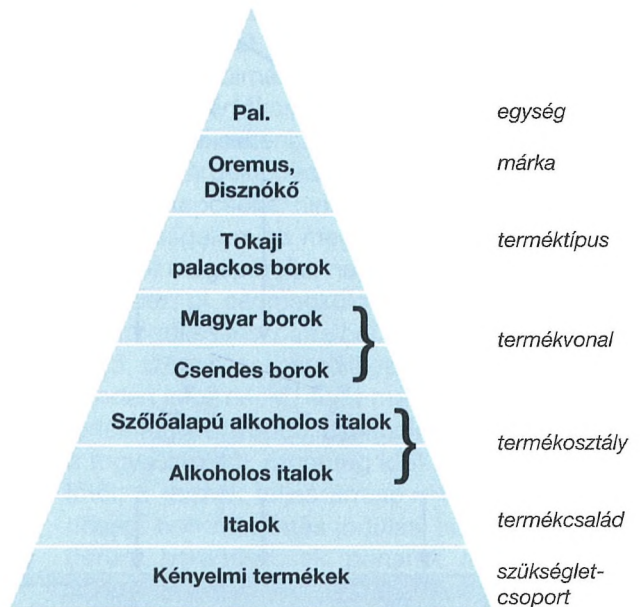 Pal.
egység
Oremus,
Disznókő
márka
Tokaji
palackos borok
terméktípus
Magyar borok
Csendes borok
termékvonal
Szőlőalapú alkoholos italok
Alkoholos italok
termékosztály
Italok
termékcsalád
Kényelmi termékek
szükséglet-
csoport